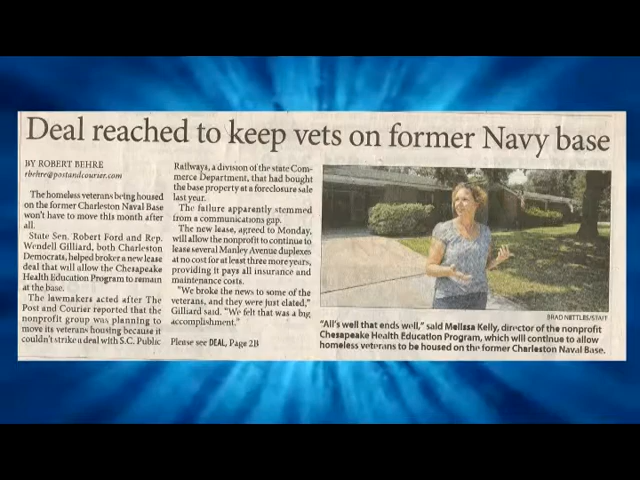 Deal reached to keep vets on former Navy base
BY ROBERT BEHRE
rbehre@postandcourier.com
The homeless veterans being housed
on the former Charleston Naval Base
won't have to move this month after
all.
State Sen. Robert Ford and Rep.
Wendell Gilliard, both Charleston
Democrats, helped broker a new lease
deal that will allow the Chesapeake
Health Education Program to remain
at the base.
The lawmakers acted after The
Post and Courier reported that the
nonprofit group was planning to
move its veterans housing because it
couldn't strike a deal with S.C. Public
Railways, a division of the state Com-
merce Department, that had bought
the base property at a foreclosure sale
last year.
The failure apparently stemmed
from a communications gap.
The new lease, agreed to Monday,
will allow the nonprofit to continue to
lease several Manley Avenue duplexes
at no cost for at least three more years,
providing it pays all insurance and
maintenance costs.
"We broke the news to some of the
veterans, and they were just elated,"
Gilliard said. "We felt that was a big
accomplishment."
Please see DEAL, Page 2B
BRAD NETTLES/STAFF
"All's well that ends well," said Melissa Kelly, director of the nonprofit
Chesapeake Health Education Program, which will continue to allow
homeless veterans to be housed on the former Charleston Naval Base.